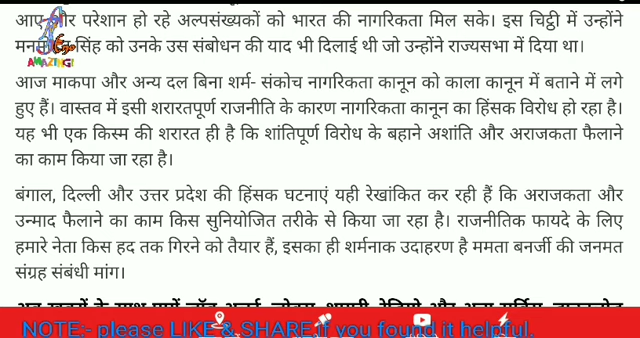 आए और परेशान हो रहे अल्पसंख्यकों को भारत की नागरिकता मिल सके। इस चिट्ठी में उन्होंने
सिंह को उनके उस संबोधन की याद भी दिलाई थी जो उन्होंने राज्यसभा में दिया था।
AMAZING!
आज माकपा और अन्य दल बिना शर्म- संकोच नागरिकता कानून को काला कानून में बताने में लगे
हुए हैं। वास्तव में इसी शरारतपूर्ण राजनीति के कारण नागरिकता कानून का हिंसक विरोध हो रहा है।
यह भी एक किस्म की शरारत ही है कि शांतिपूर्ण विरोध के बहाने अशांति और अराजकता फैलाने
का काम किया जा रहा है।
बंगाल, दिल्ली और उत्तर प्रदेश की हिंसक घटनाएं यही रेखांकित कर रही हैं कि अराजकता और
उन्माद फैलाने का काम किस सुनियोजित तरीके से किया जा रहा है। राजनीतिक फायदे के लिए
हमारे नेता किस हद तक गिरने को तैयार हैं, इसका ही शर्मनाक उदाहरण है ममता बनर्जी की जनमत
संग्रह संबंधी मांग।
NOTE:- please LIKE & SHARE if you found it helpful.